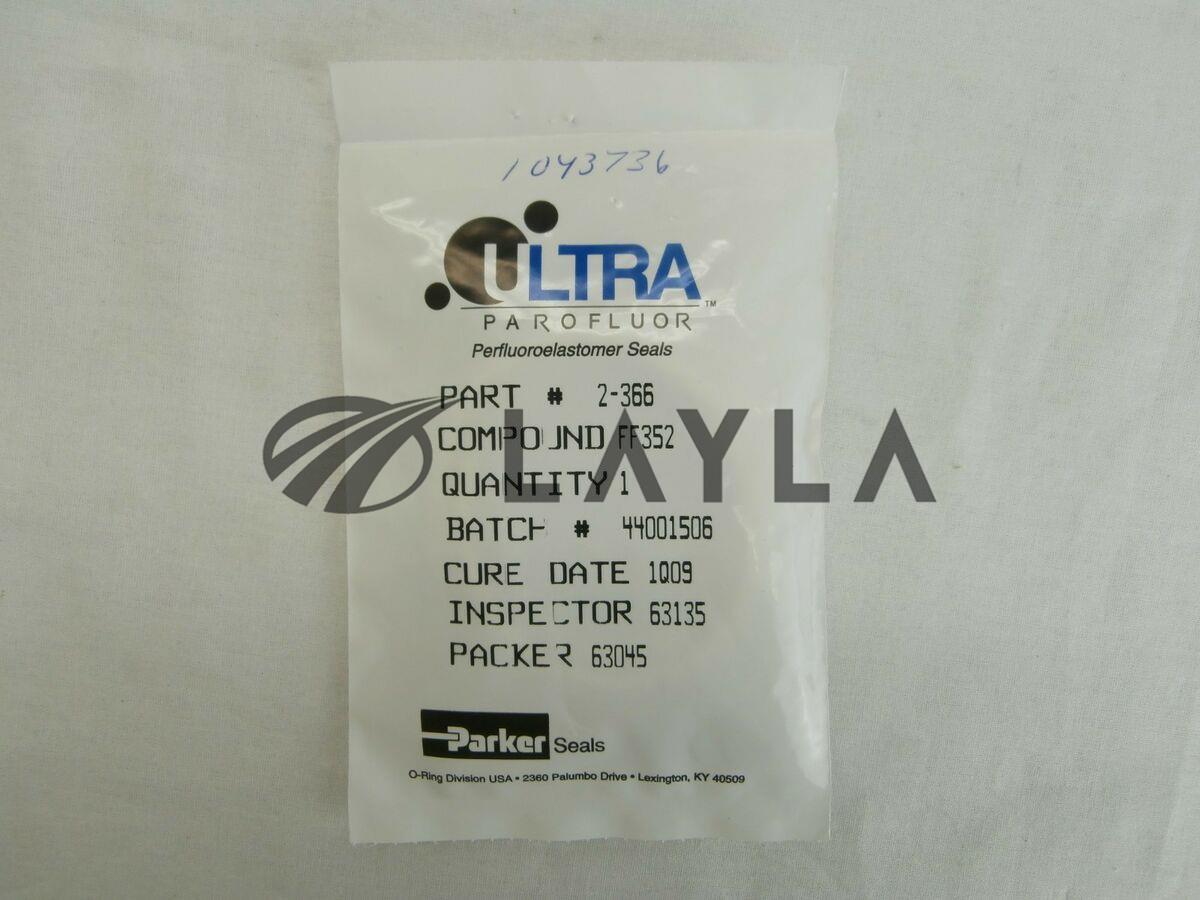 1043736
ULTRA™
PAROFLUOR
Perfluoroelastomer Seals
PART # 2-366
COMPOUND FF352
QUANTITY 1
BATCH # 44001506
CURE DATE 1Q09
INSPECTOR 63135
PACKER 63045
LAYLA
Parker Seals
O-Ring Division USA • 2360 Palumbo Drive • Lexington, KY 40509